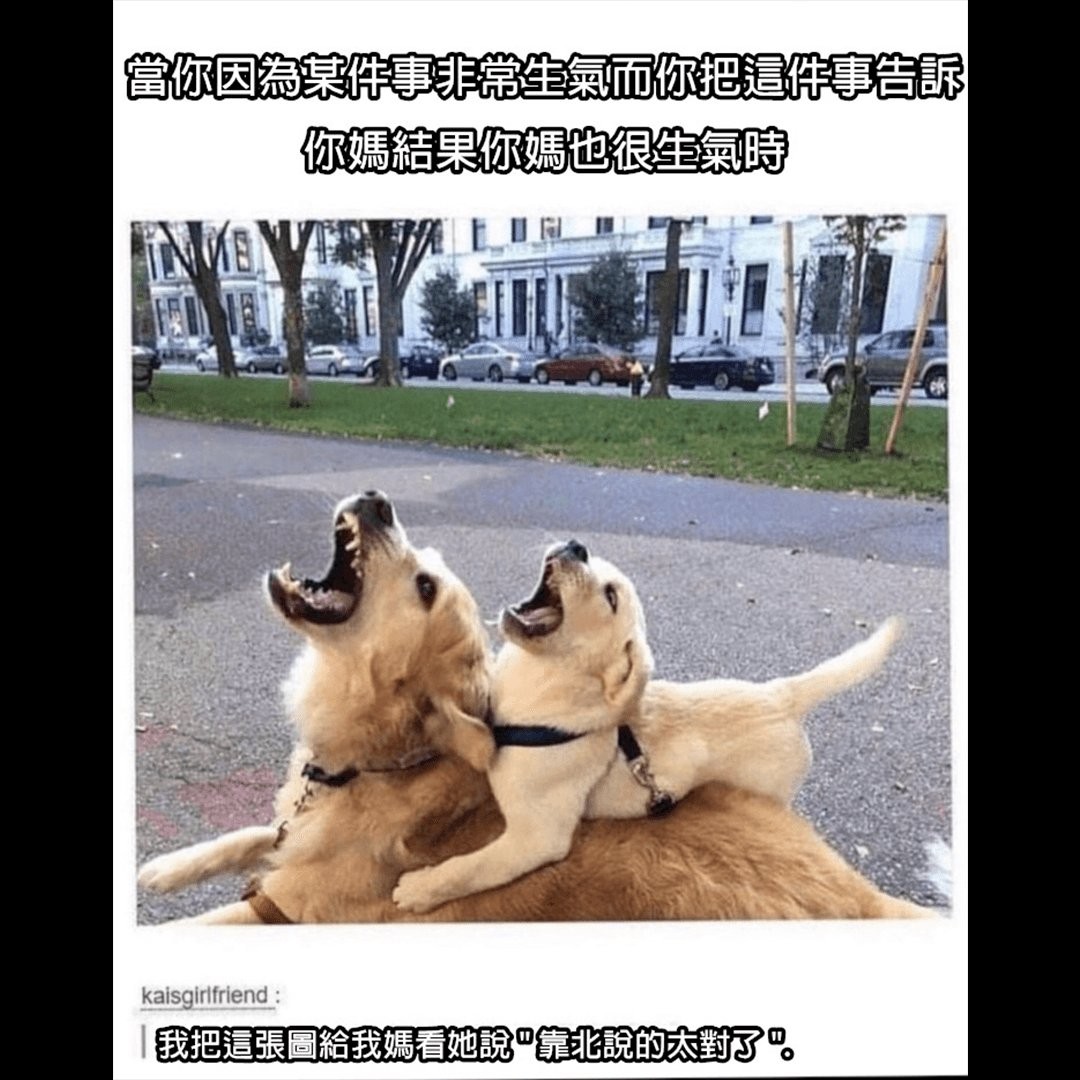 當你因為某件事非常生氣而你把這件事告訴
你媽結果你媽也很生氣時
kaisgirlfriend :
我把這張圖給我媽看她說 " 靠北說的太對了 ".